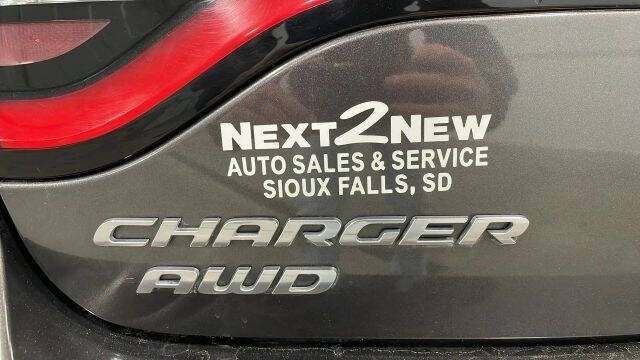 NEXT2NEW
AUTO SALES & SERVICE
SIOUX FALLS, SD
CHARGER
AWD